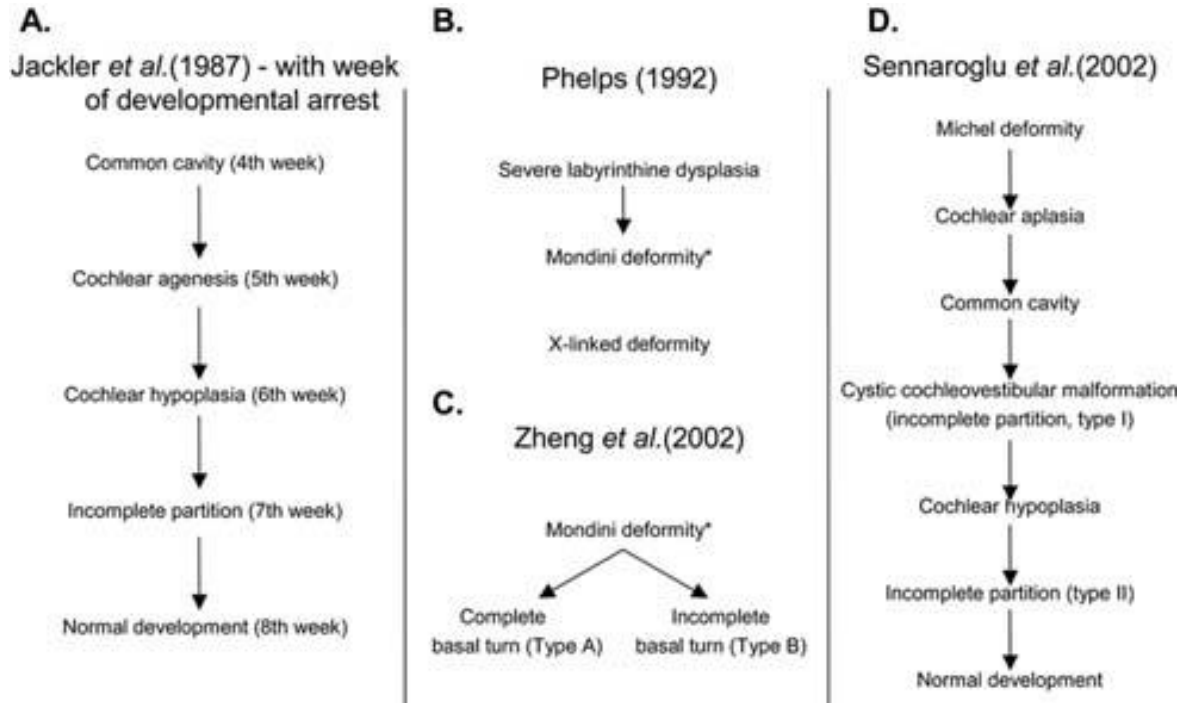 A.
Jackler et al.(1987) - with week
of developmental arrest
Common cavity (4th week)
Cochlear agenesis (5th week)
Cochlear hypoplasia (6th week)
Incomplete partition (7th week)
Normal development (8th week)
B.
Phelps (1992)
Severe labyrinthine dysplasia
Mondini deformity*
X-linked deformity
C.
Zheng et al.(2002)
Mondini deformity*
Complete
basal turn (Type A)
Incomplete
basal turn (Type B)
D.
Sennaroglu et al.(2002)
Michel deformity
Cochlear aplasia
Common cavity
Cystic cochleovestibular malformation
(incomplete partition, type I)
Cochlear hypoplasia
Incomplete partition (type II)
Normal development